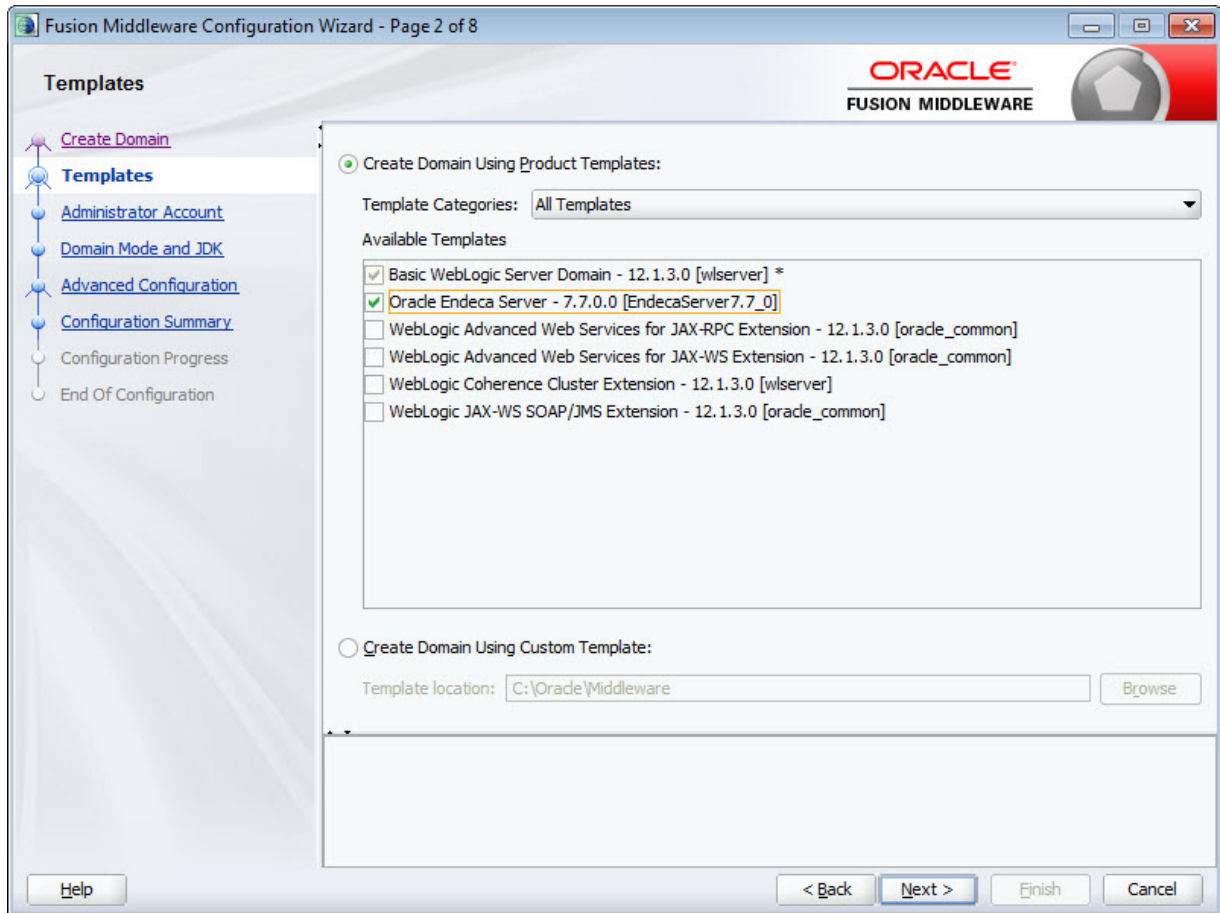 Fusion Middleware Configuration Wizard - Page 2 of 8
Templates
ORACLE
FUSION MIDDLEWARE
Create Domain
Templates
Administrator Account
Domain Mode and JDK
Advanced Configuration
Configuration Summary
Configuration Progress
End Of Configuration
Create Domain Using Product Templates:
Template Categories: All Templates
Available Templates
Basic WebLogic Server Domain - 12.1.3.0 [wlserver] *
Oracle Endeca Server - 7.7.0.0 [EndecaServer7.7_0]
WebLogic Advanced Web Services for JAX-RPC Extension - 12.1.3.0 [oracle_common]
WebLogic Advanced Web Services for JAX-WS Extension - 12.1.3.0 [oracle_common]
WebLogic Coherence Cluster Extension - 12.1.3.0 [wlserver]
WebLogic JAX-WS SOAP/JMS Extension - 12.1.3.0 [oracle_common]
Create Domain Using Custom Template:
Template location: C:\Oracle\Middleware Browse
Help < Back Next > Finish Cancel